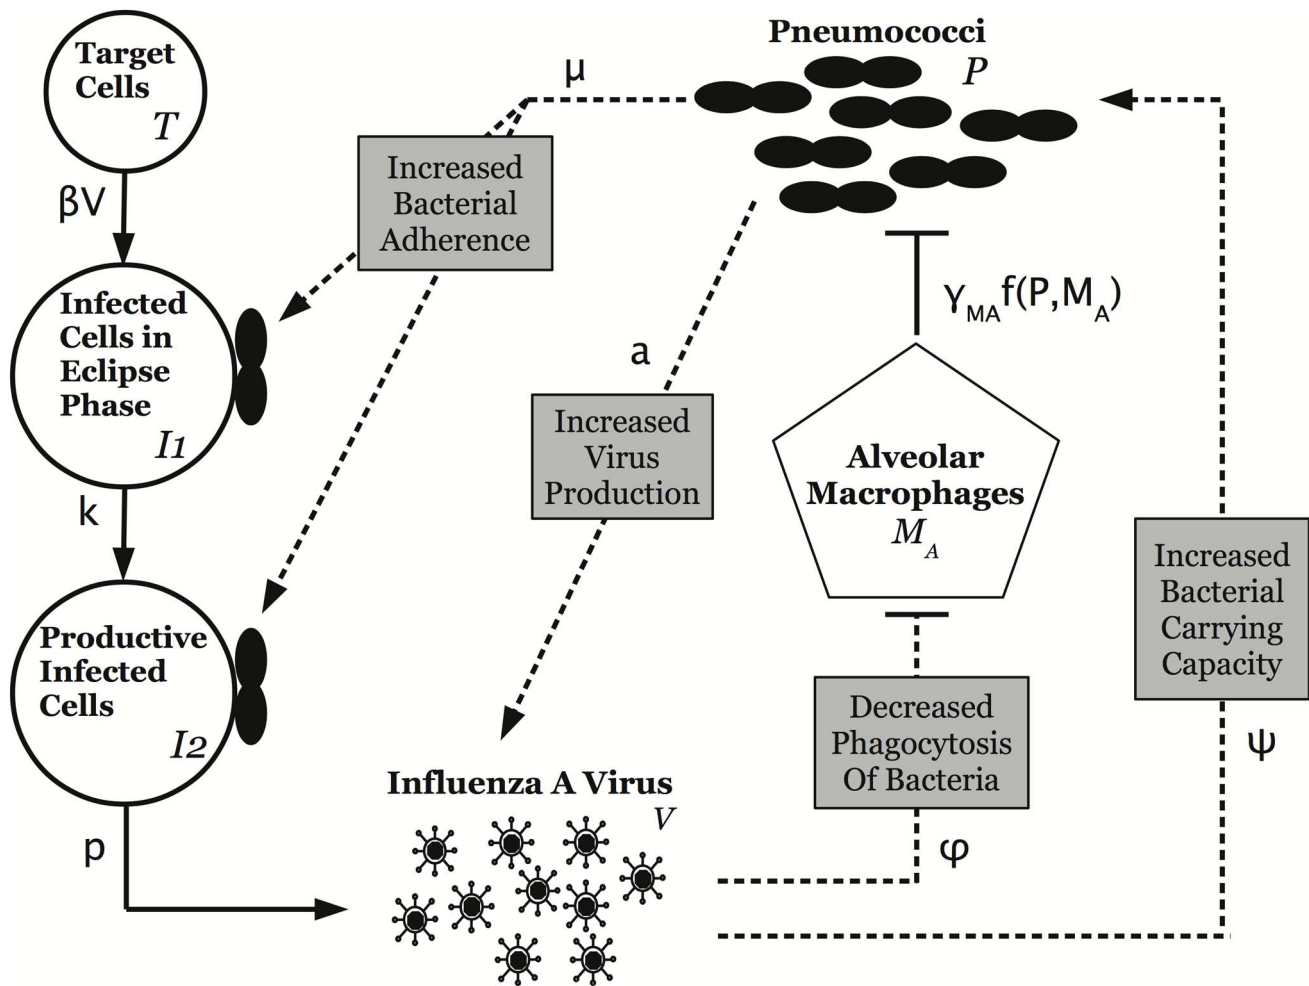 Target
Cells
T
βV
Infected
Cells in
Eclipse
Phase
I1
k
Productive
Infected
Cells
I2
p
μ
Increased
Bacterial
Adherence
Pneumococci
P
a
Increased
Virus
Production
γMAf(P,MA)
Alveolar
Macrophages
MA
Decreased
Phagocytosis
Of Bacteria
φ
Increased
Bacterial
Carrying
Capacity
ψ
Influenza A Virus
V